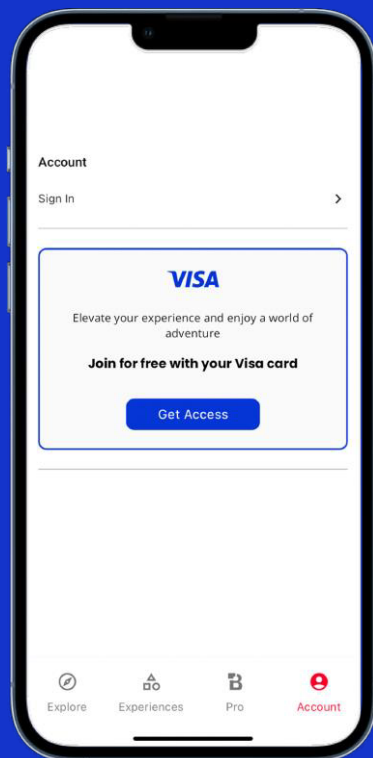 Account
Sign In
VISA
Elevate your experience and enjoy a world of
adventure
Join for free with your Visa card
Get Access
Explore
Experiences
Pro
Account